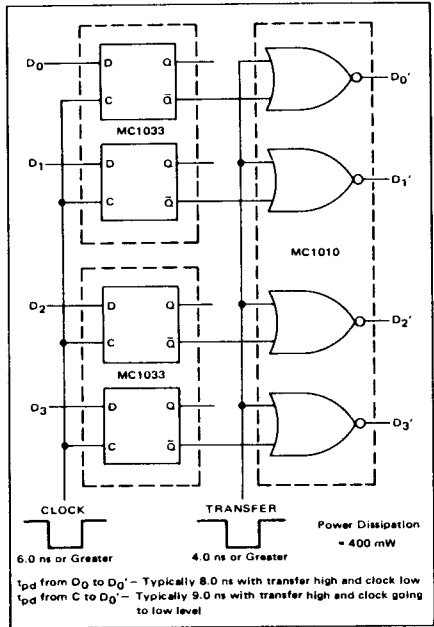 D0 D Q D0'
C Q̄
MC1033
D1 D Q D1'
C Q̄
MC1010
D2 D Q D2'
C Q̄
MC1033
D3 D Q D3'
C Q̄
CLOCK TRANSFER
Power Dissipation
= 400 mW
6.0 ns or Greater 4.0 ns or Greater
tpd from D0 to D0' – Typically 8.0 ns with transfer high and clock low
tpd from C to D0' – Typically 9.0 ns with transfer high and clock going
to low level